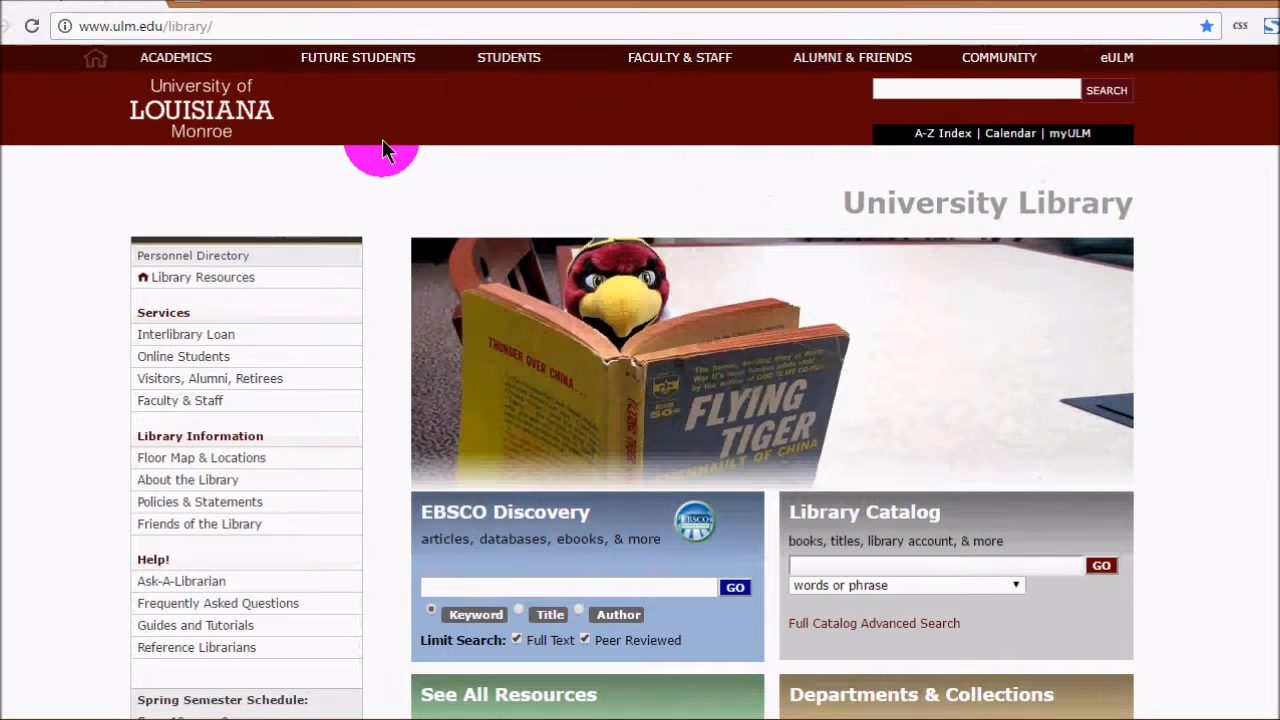 www.ulm.edu/library/
css
ACADEMICS FUTURE STUDENTS STUDENTS FACULTY & STAFF ALUMNI & FRIENDS COMMUNITY eULM
University of
LOUISIANA
Monroe
SEARCH
A-Z Index | Calendar | myULM
University Library
Personnel Directory
Library Resources
Services
Interlibrary Loan
Online Students
Visitors, Alumni, Retirees
Faculty & Staff
Library Information
Floor Map & Locations
About the Library
Policies & Statements
Friends of the Library
Help!
Ask-A-Librarian
Frequently Asked Questions
Guides and Tutorials
Reference Librarians
Spring Semester Schedule:
THUNDER OVER CHINA...
FLYING
TIGER
CHENNAULT OF CHINA
EBSCO Discovery
EBSCO
articles, databases, ebooks, & more
GO
Keyword Title Author
Limit Search: Full Text Peer Reviewed
Library Catalog
books, titles, library account, & more
GO
words or phrase
Full Catalog Advanced Search
See All Resources
Departments & Collections